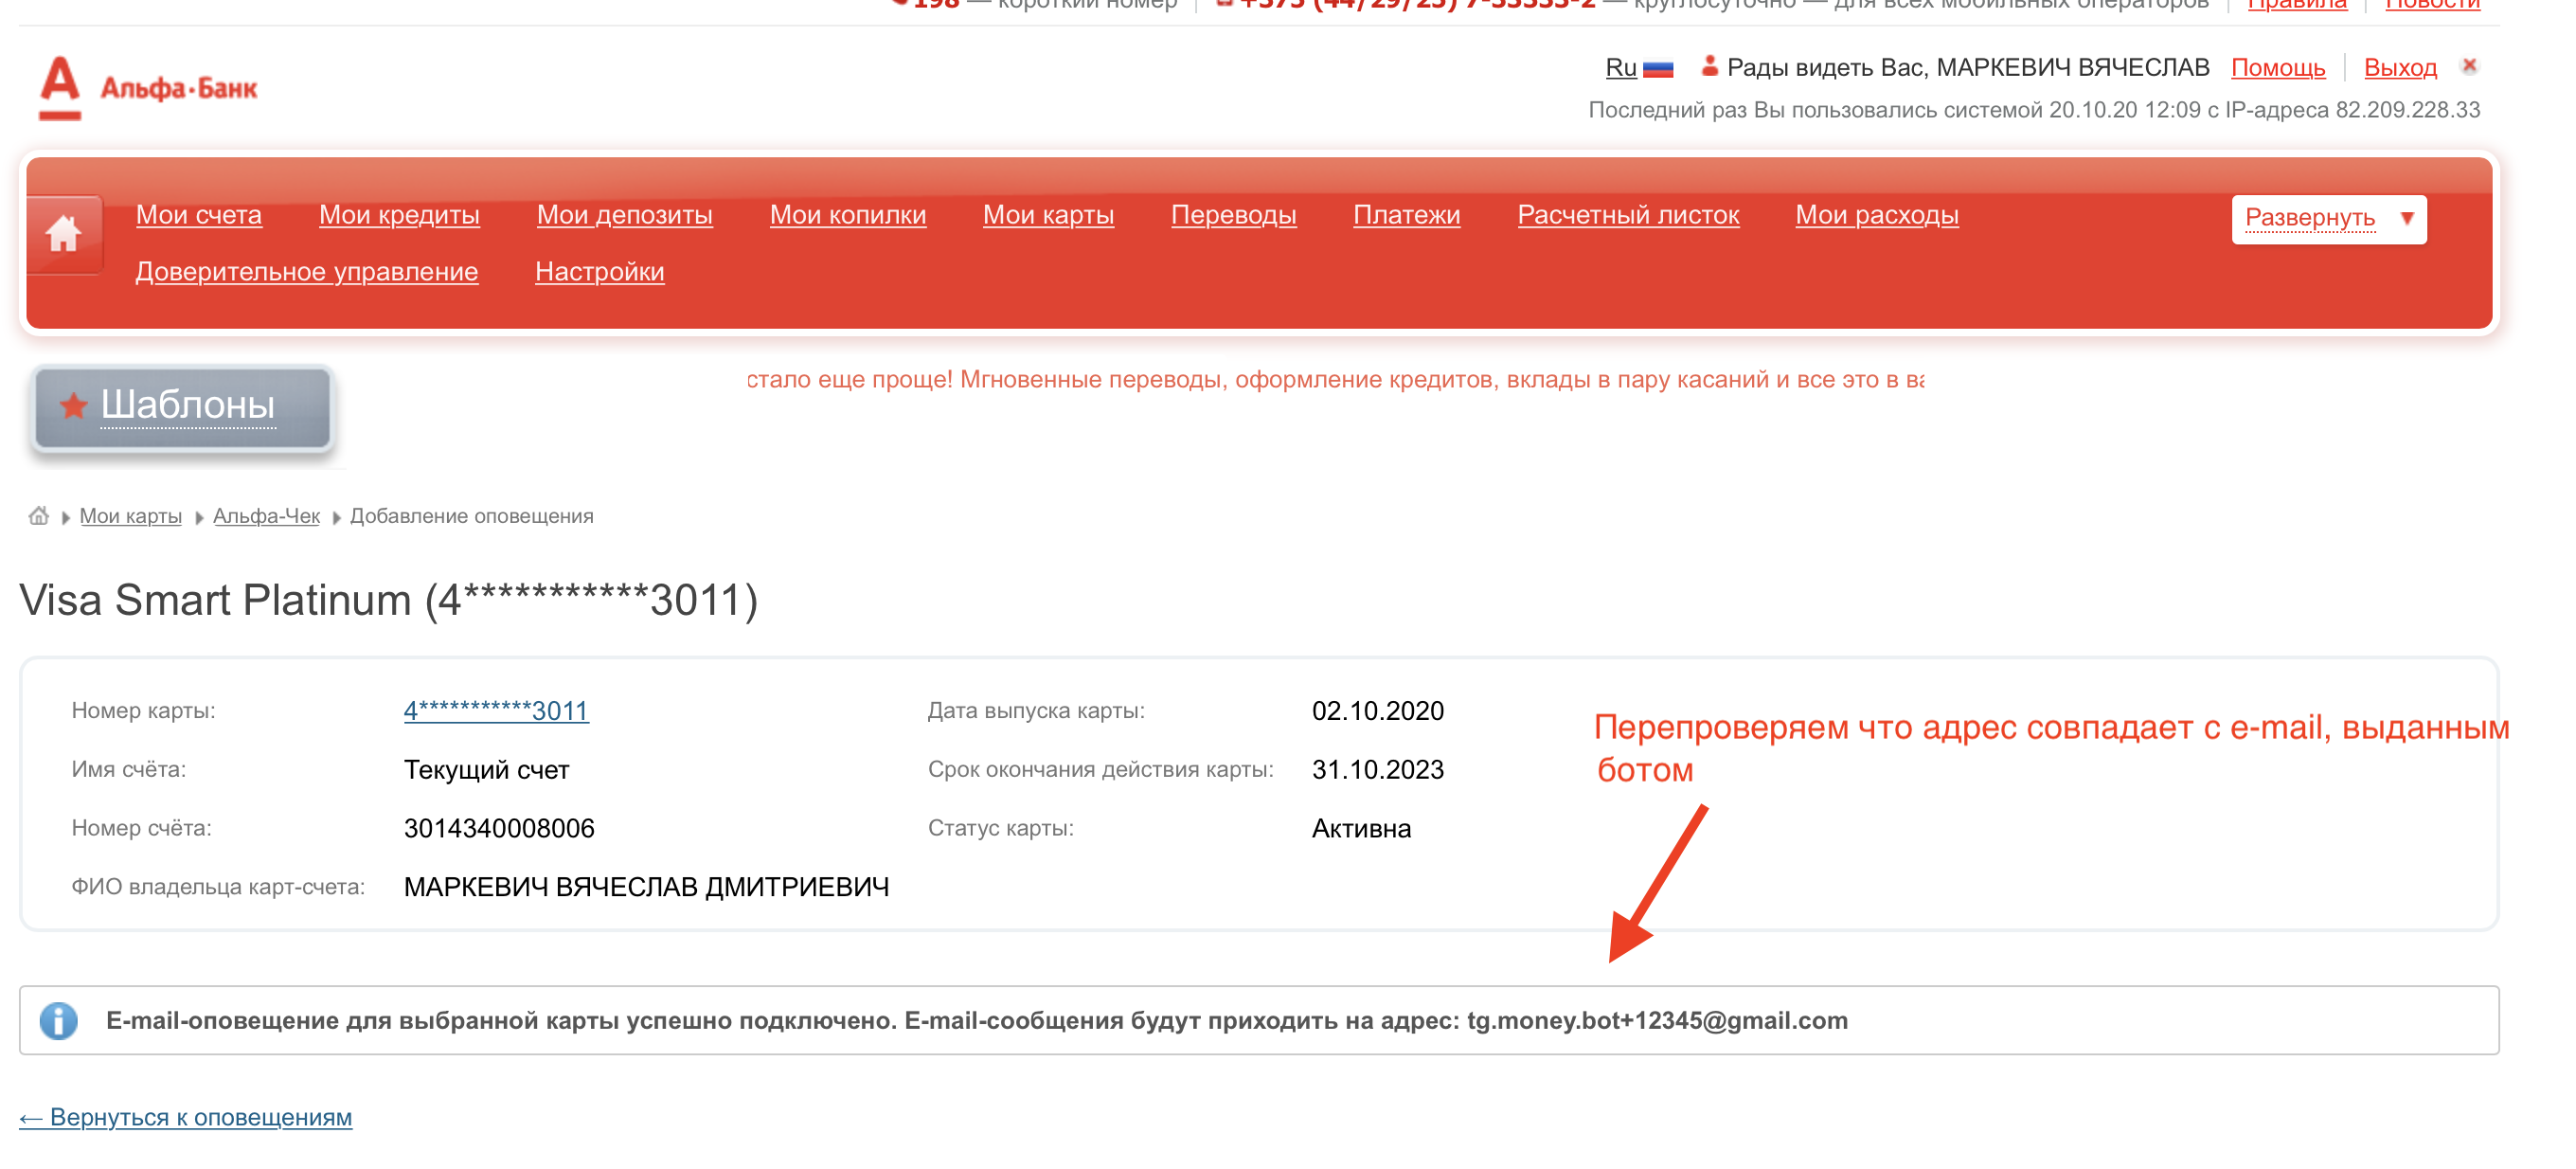 198 — короткий номер +375 (44/29/25) 7-33333-2 — круглосуточно — для всех мобильных операторов Правила Новости
Альфа·Банк
Ru Рады видеть Вас, МАРКЕВИЧ ВЯЧЕСЛАВ Помощь Выход
Последний раз Вы пользовались системой 20.10.20 12:09 с IP-адреса 82.209.228.33
Мои счета Мои кредиты Мои депозиты Мои копилки Мои карты Переводы Платежи Расчетный листок Мои расходы Развернуть
Доверительное управление Настройки
стало еще проще! Мгновенные переводы, оформление кредитов, вклады в пару касаний и все это в
Шаблоны
Мои карты Альфа-Чек Добавление оповещения
Visa Smart Platinum (4***********3011)
Номер карты: 4***********3011 Дата выпуска карты: 02.10.2020
Имя счёта: Текущий счет Срок окончания действия карты: 31.10.2023
Номер счёта: 3014340008006 Статус карты: Активна
ФИО владельца карт-счета: МАРКЕВИЧ ВЯЧЕСЛАВ ДМИТРИЕВИЧ
Перепроверяем что адрес совпадает с e-mail, выданным
ботом
E-mail-оповещение для выбранной карты успешно подключено. E-mail-сообщения будут приходить на адрес: tg.money.bot+12345@gmail.com
← Вернуться к оповещениям